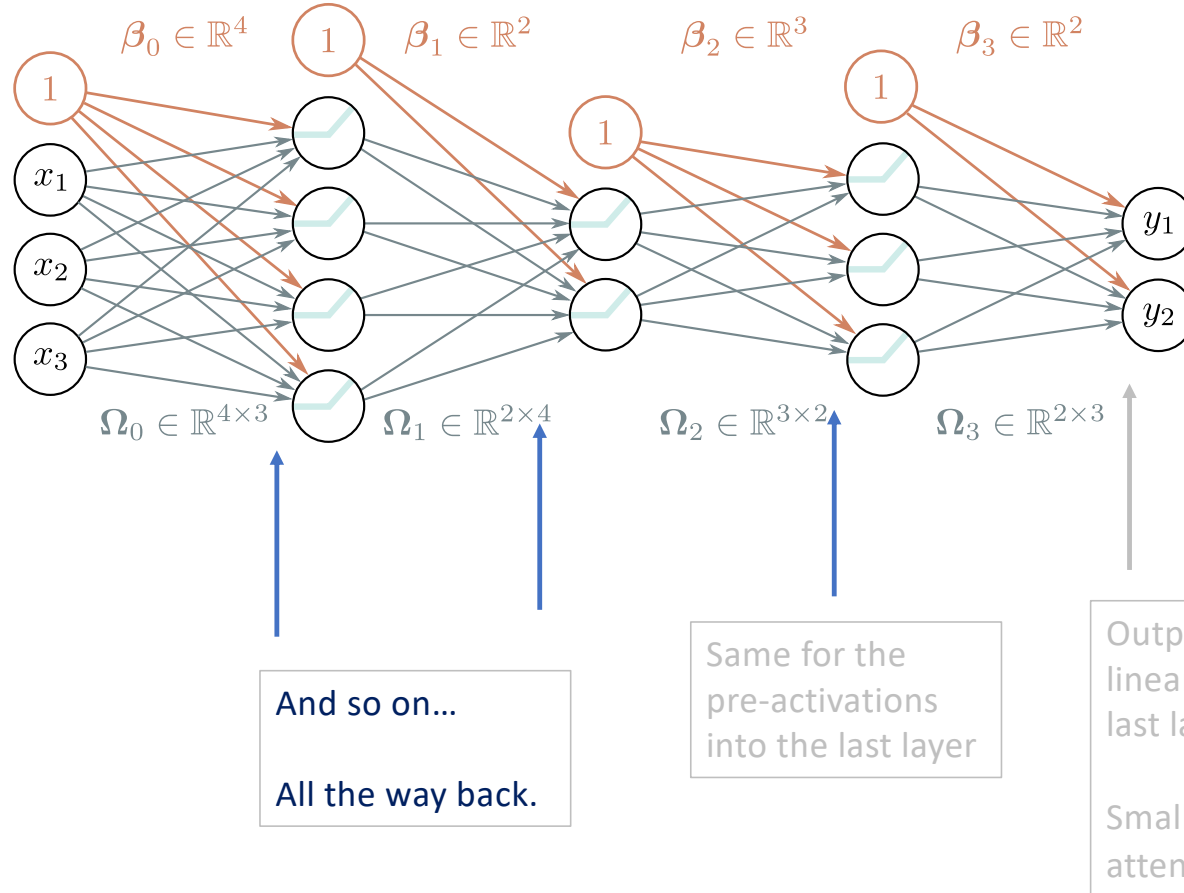 β₀ ∈ ℝ⁴
β₁ ∈ ℝ²
β₂ ∈ ℝ³
β₃ ∈ ℝ²
1
1
1
1
x₁
x₂
x₃
y₁
y₂
Ω₀ ∈ ℝ⁴ˣ³
Ω₁ ∈ ℝ²ˣ⁴
Ω₂ ∈ ℝ³ˣ²
Ω₃ ∈ ℝ²ˣ³
And so on…
All the way back.
Same for the
pre-activations
into the last layer
last